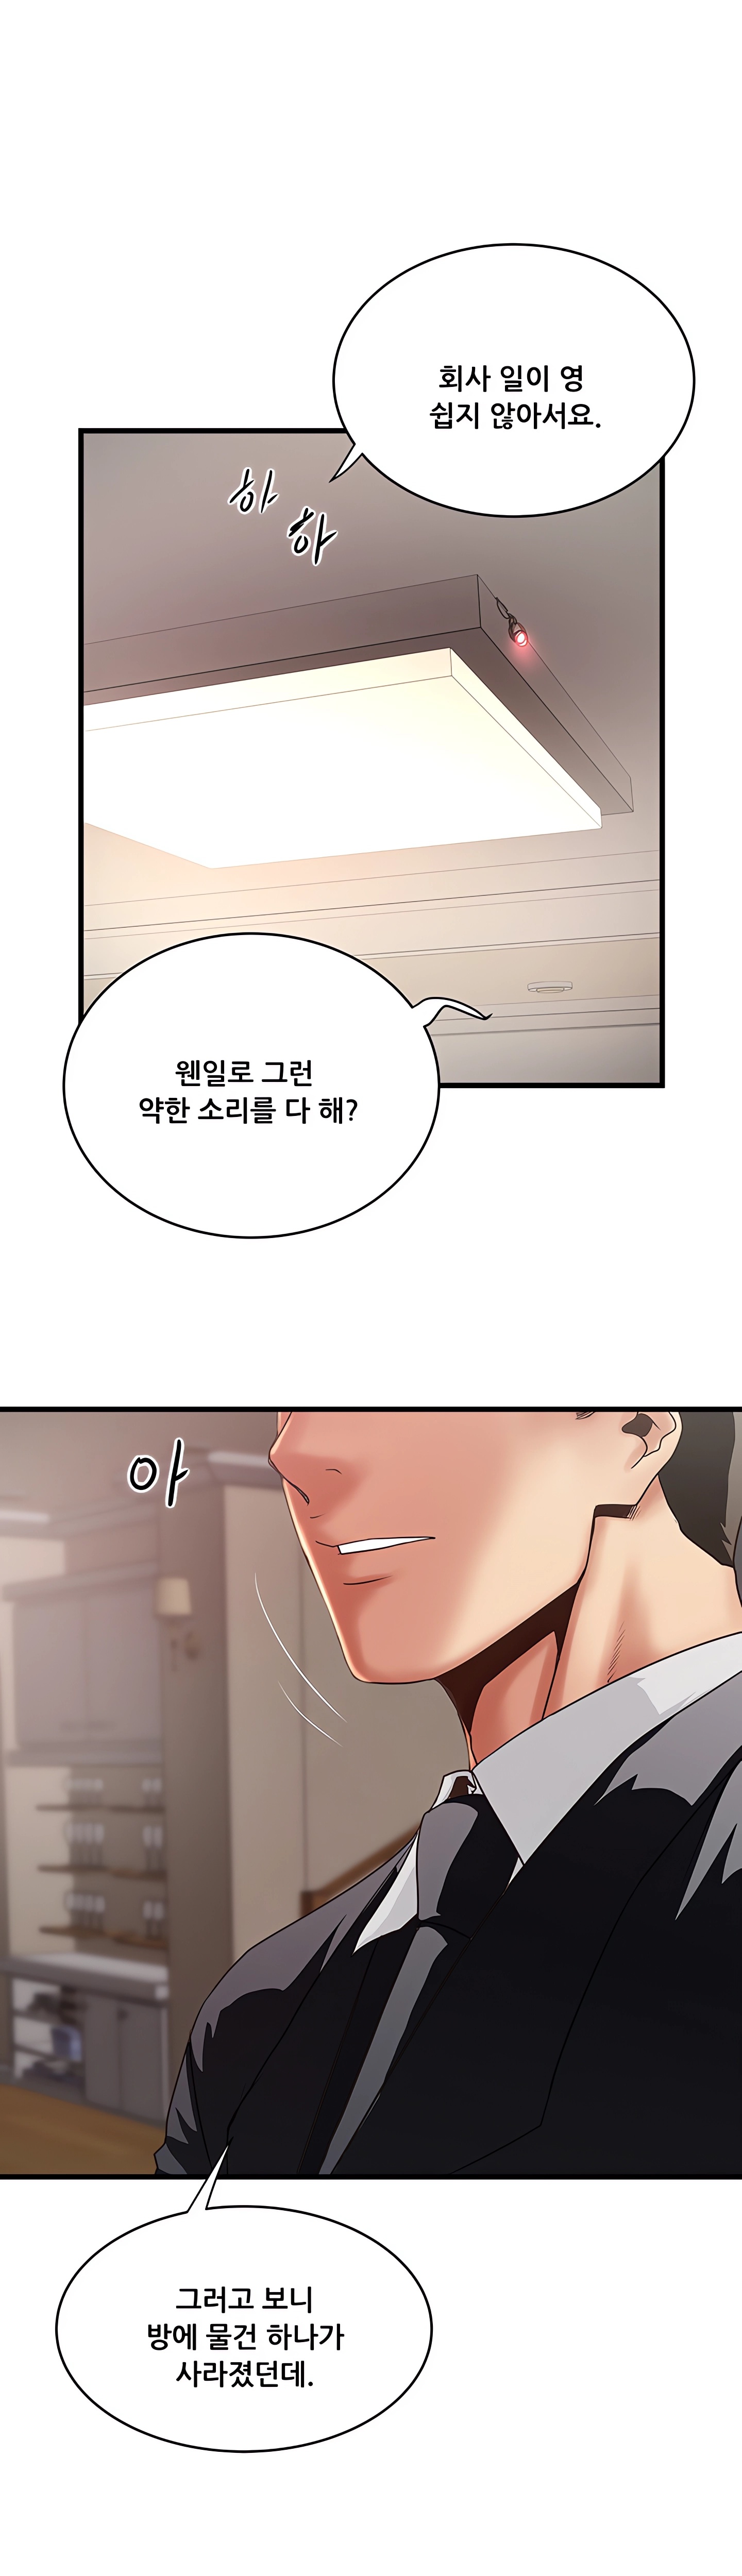 회사 일이 영
쉽지 않아서요.
하
하
웬일로 그런
약한 소리를 다 해?
아
그러고 보니
방에 물건 하나가
사라졌던데.